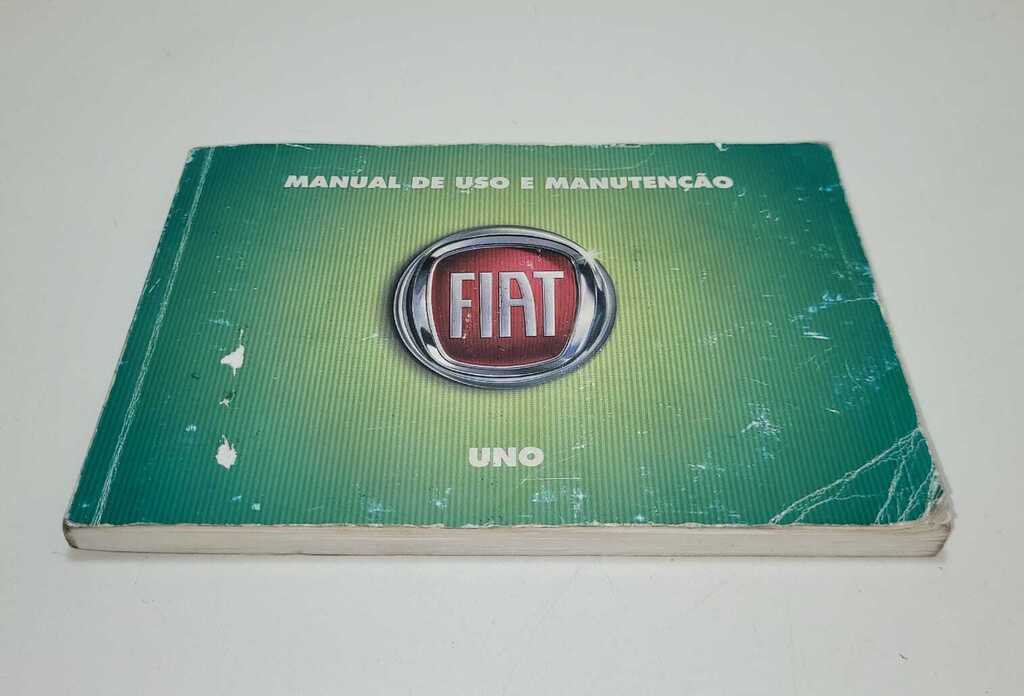 MANUAL DE USO E MANUTENÇÃO
FIAT
UNO